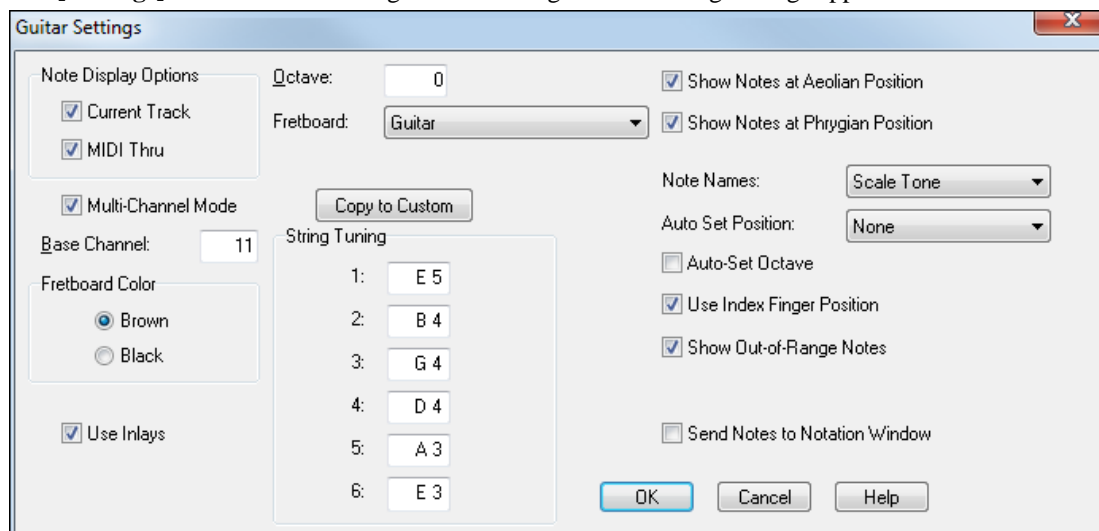 Guitar Settings
Note Display Options
Current Track
MIDI Thru
Multi-Channel Mode
Base Channel: 11
Fretboard Color
Brown
Black
Use Inlays
Octave: 0
Fretboard: Guitar
Copy to Custom
String Tuning
1: E 5
2: B 4
3: G 4
4: D 4
5: A 3
6: E 3
Show Notes at Aeolian Position
Show Notes at Phrygian Position
Note Names: Scale Tone
Auto Set Position: None
Auto-Set Octave
Use Index Finger Position
Show Out-of-Range Notes
Send Notes to Notation Window
OK Cancel Help